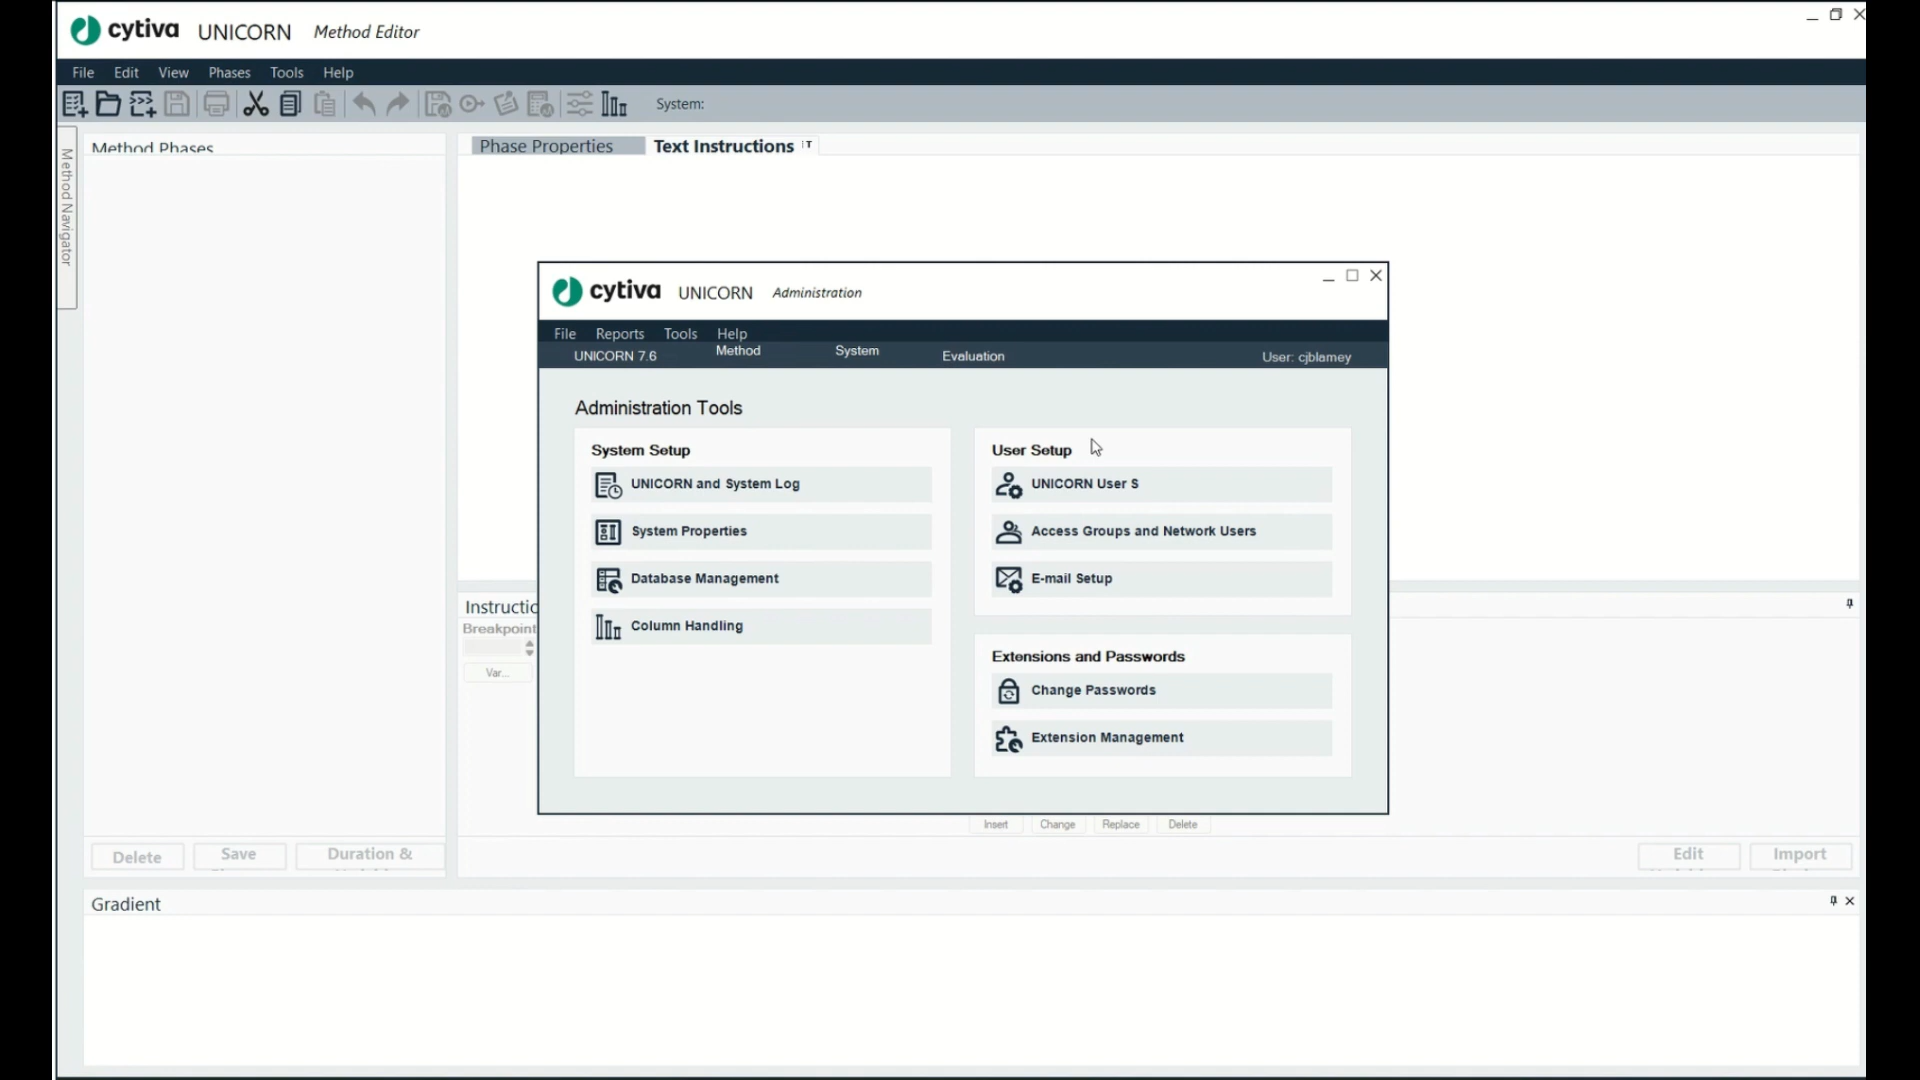 cytiva UNICORN Method Editor
File Edit View Phases Tools Help
System:
Method Navigator
Method Phases
Phase Properties Text Instructions
cytiva UNICORN Administration
File Reports Tools Help
UNICORN 7.6 Method System Evaluation User: cjblamey
Administration Tools
System Setup
UNICORN and System Log
System Properties
Database Management
Column Handling
User Setup
UNICORN User S
Access Groups and Network Users
E-mail Setup
Extensions and Passwords
Change Passwords
Extension Management
Instructio
Breakpoint
Var...
Insert Change Replace Delete
Delete Save Duration &
Edit Import
Gradient